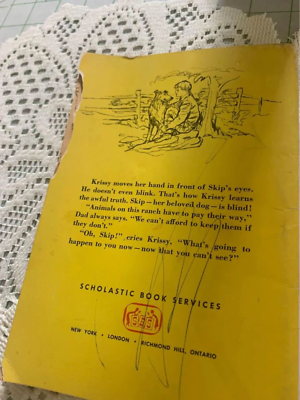 Krissy moves her hand in front of Skip's eyes.
He doesn't even blink. That's how Krissy learns
the awful truth. Skip—her beloved dog—is blind!
"Animals on this ranch have to pay their way,"
Dad always says. "We can't afford to keep them if
they don't."
"Oh, Skip!" cries Krissy, "What's going to
happen to you now—now that you can't see?"
SCHOLASTIC BOOK SERVICES
NEW YORK • LONDON • RICHMOND HILL, ONTARIO